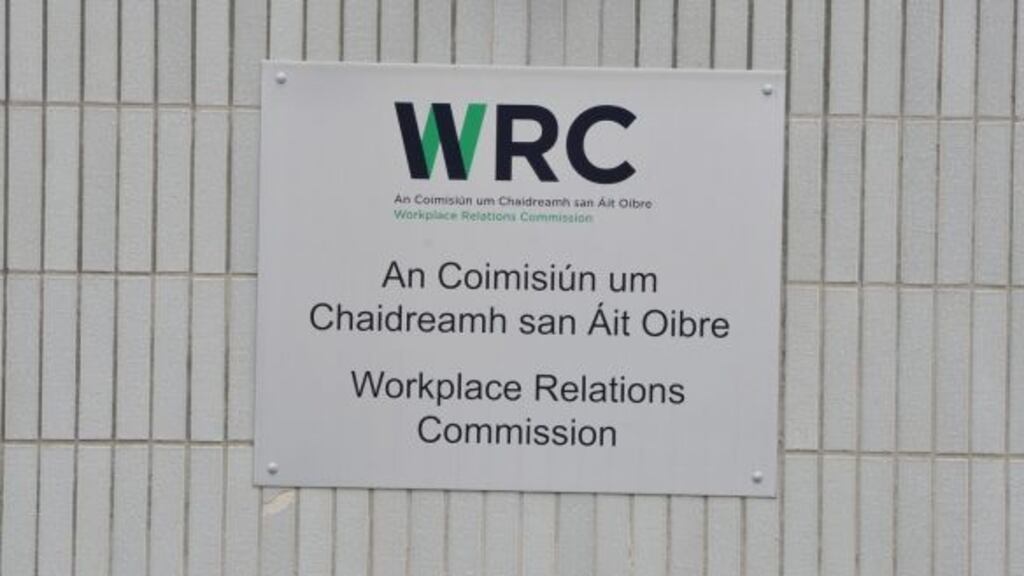 WRC
An Coimisiún um Chaidreamh san Áit Oibre
Workplace Relations Commission
An Coimisiún um
Chaidreamh san Áit Oibre
Workplace Relations
Commission